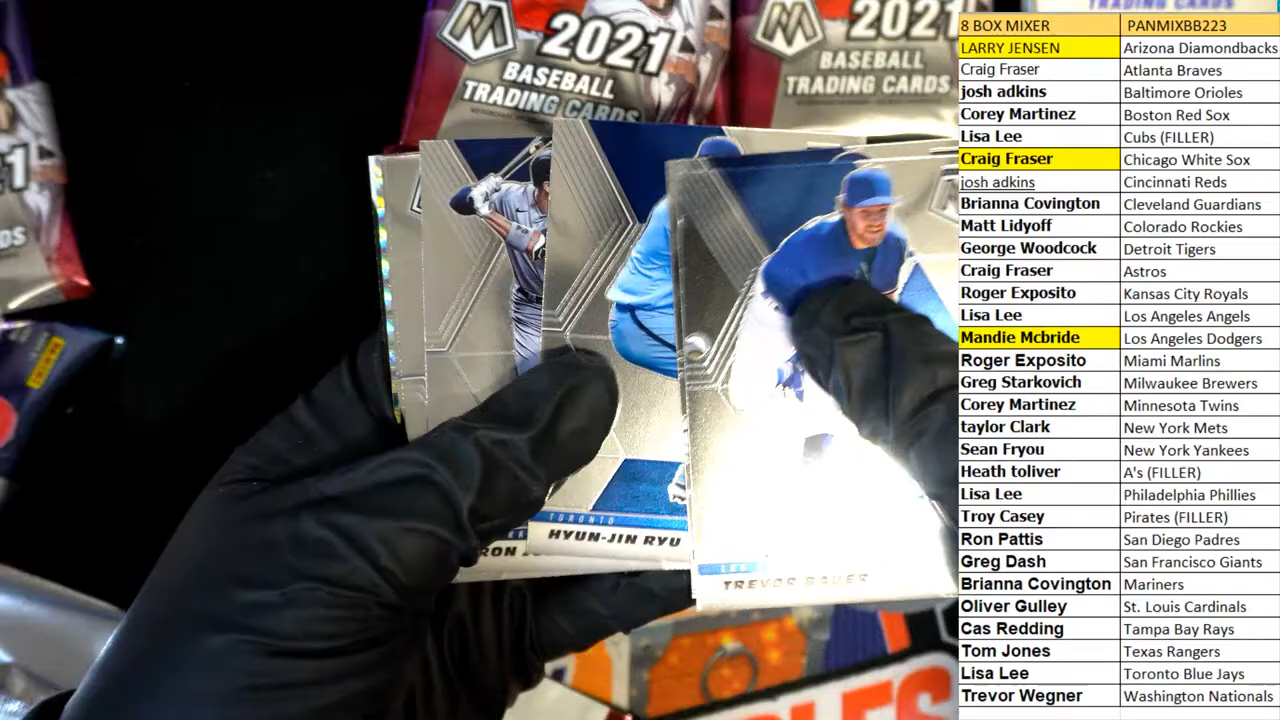 2021
BASEBALL
TRADING CARDS
2021
BASEBALL
TRADING CARDS
TRADING CARDS
TORONTO
HYUN-JIN RYU
TREVOR BAUER
8 BOX MIXER PANMIXBB223
LARRY JENSEN Arizona Diamondbacks
Craig Fraser Atlanta Braves
josh adkins Baltimore Orioles
Corey Martinez Boston Red Sox
Lisa Lee Cubs (FILLER)
Craig Fraser Chicago White Sox
josh adkins Cincinnati Reds
Brianna Covington Cleveland Guardians
Matt Lidyoff Colorado Rockies
George Woodcock Detroit Tigers
Craig Fraser Astros
Roger Exposito Kansas City Royals
Lisa Lee Los Angeles Angels
Mandie Mcbride Los Angeles Dodgers
Roger Exposito Miami Marlins
Greg Starkovich Milwaukee Brewers
Corey Martinez Minnesota Twins
taylor Clark New York Mets
Sean Fryou New York Yankees
Heath toliver A's (FILLER)
Lisa Lee Philadelphia Phillies
Troy Casey Pirates (FILLER)
Ron Pattis San Diego Padres
Greg Dash San Francisco Giants
Brianna Covington Mariners
Oliver Gulley St. Louis Cardinals
Cas Redding Tampa Bay Rays
Tom Jones Texas Rangers
Lisa Lee Toronto Blue Jays
Trevor Wegner Washington Nationals